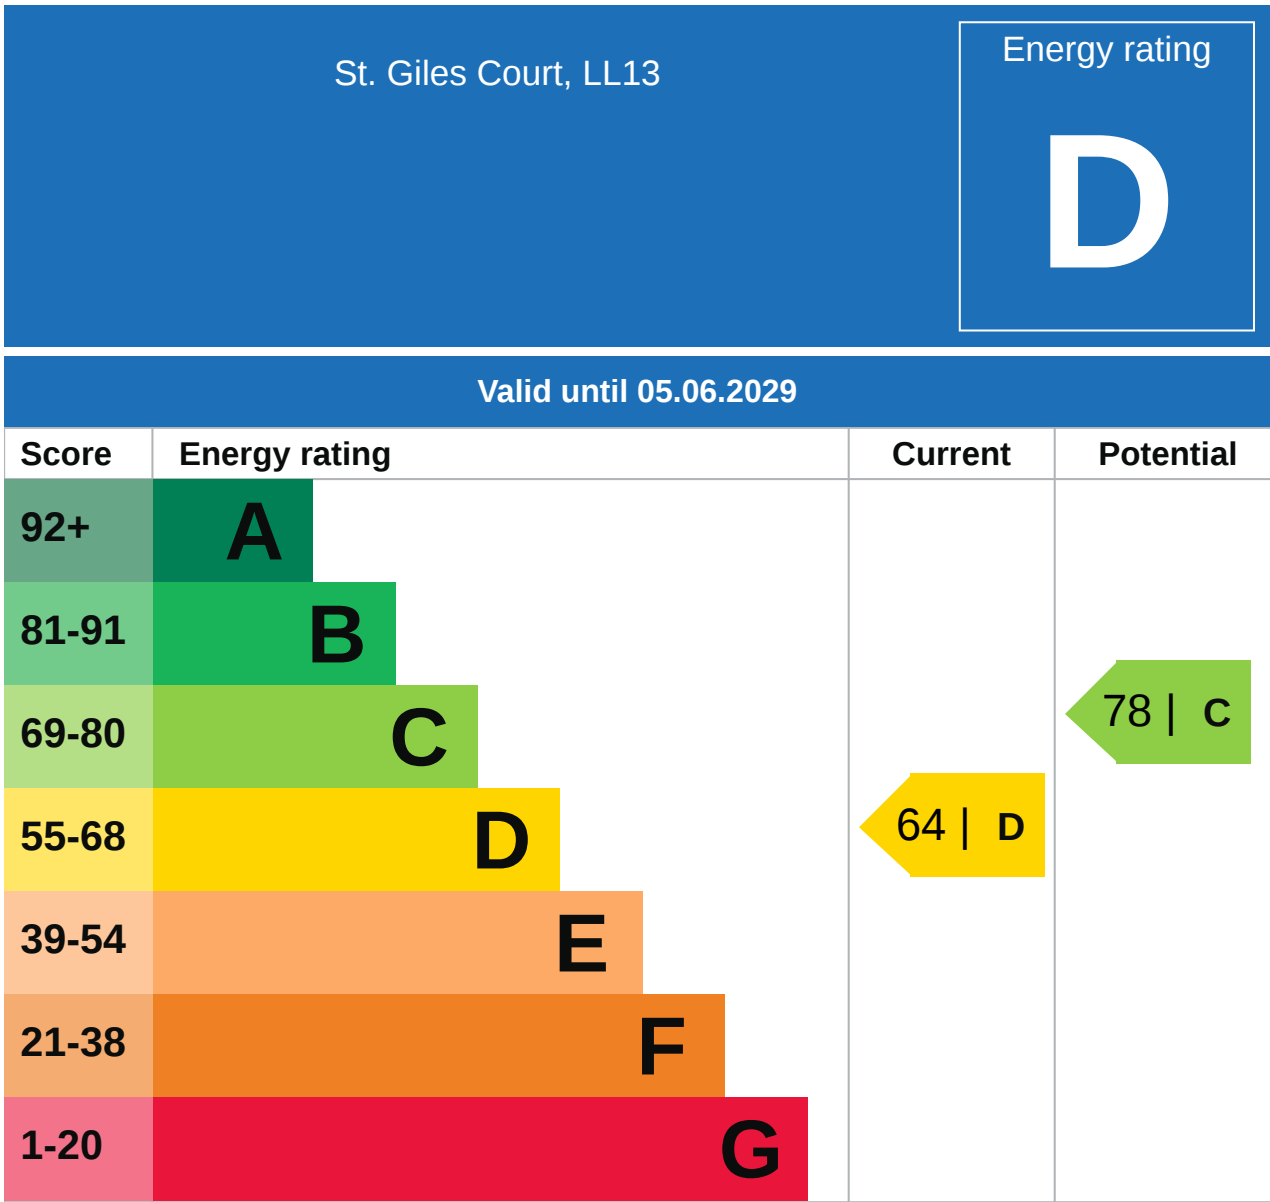 St. Giles Court, LL13
Energy rating
D
Valid until 05.06.2029
Score Energy rating Current Potential
92+ A
81-91 B
69-80 C
78 | C
55-68 D
64 | D
39-54 E
21-38 F
1-20 G